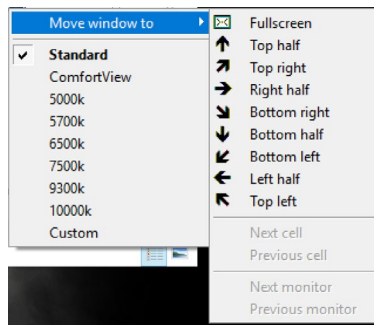 Move window to
Standard
ComfortView
5000k
5700k
6500k
7500k
9300k
10000k
Custom
Fullscreen
Top half
Top right
Right half
Bottom right
Bottom half
Bottom left
Left half
Top left
Next cell
Previous cell
Next monitor
Previous monitor